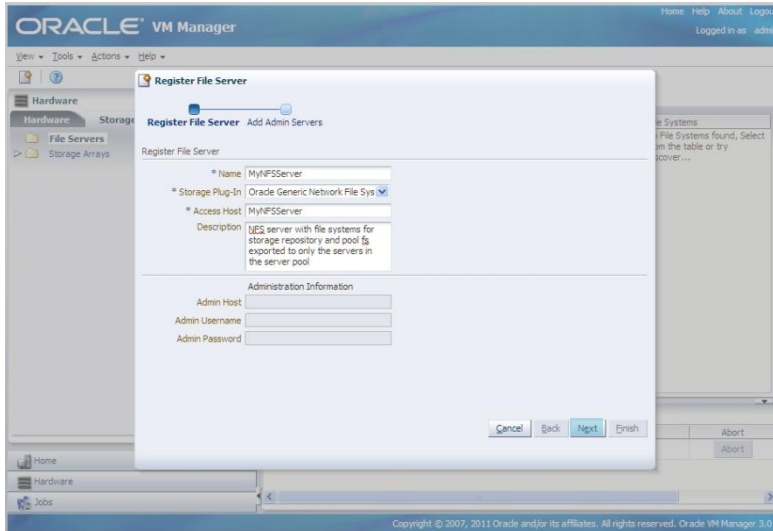 Home Help About Logou
ORACLE VM Manager
Logged in as admi
View Tools Actions Help
Hardware
Hardware Storage
File Servers
Storage Arrays
Register File Server
Register File Server Add Admin Servers
Register File Server
* Name MyNFSServer
* Storage Plug-In Oracle Generic Network File Sys
* Access Host MyNFSServer
Description NFS server with file systems for
storage repository and pool fs
exported to only the servers in
the server pool
Administration Information
Admin Host
Admin Username
Admin Password
Cancel Back Next Finish
e Systems
File Systems found, Select
om the table or try
scover...
Abort
Abort
Home
Hardware
Jobs
Copyright © 2007, 2011 Oracle and/or its affiliates. All rights reserved. Oracle VM Manager 3.0